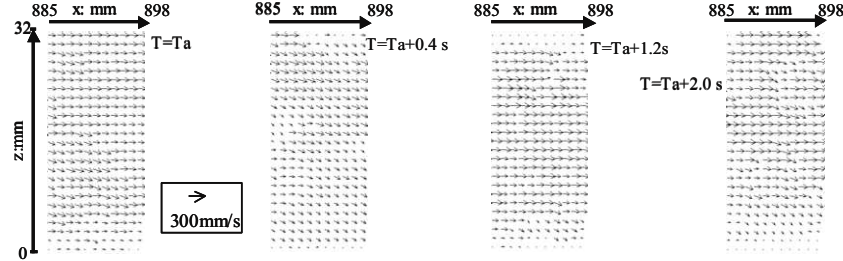 885 x: mm 898
885 x: mm 898
885 x: mm 898
885 x: mm 898
32
T=Ta
T=Ta+0.4 s
T=Ta+1.2s
T=Ta+2.0 s
z:mm
300mm/s
0